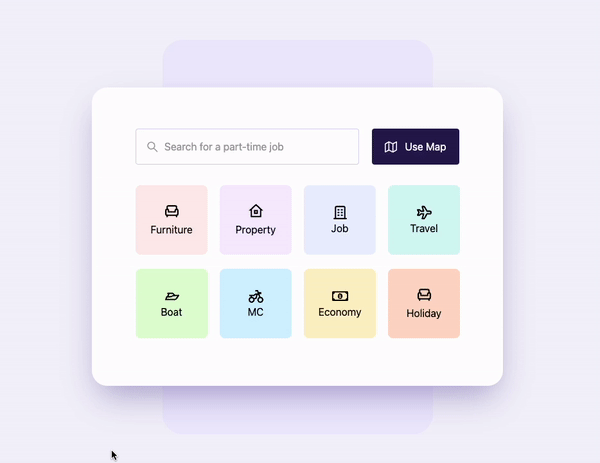 Search for a part-time job
Use Map
Furniture
Property
Job
Travel
Boat
MC
Economy
Holiday